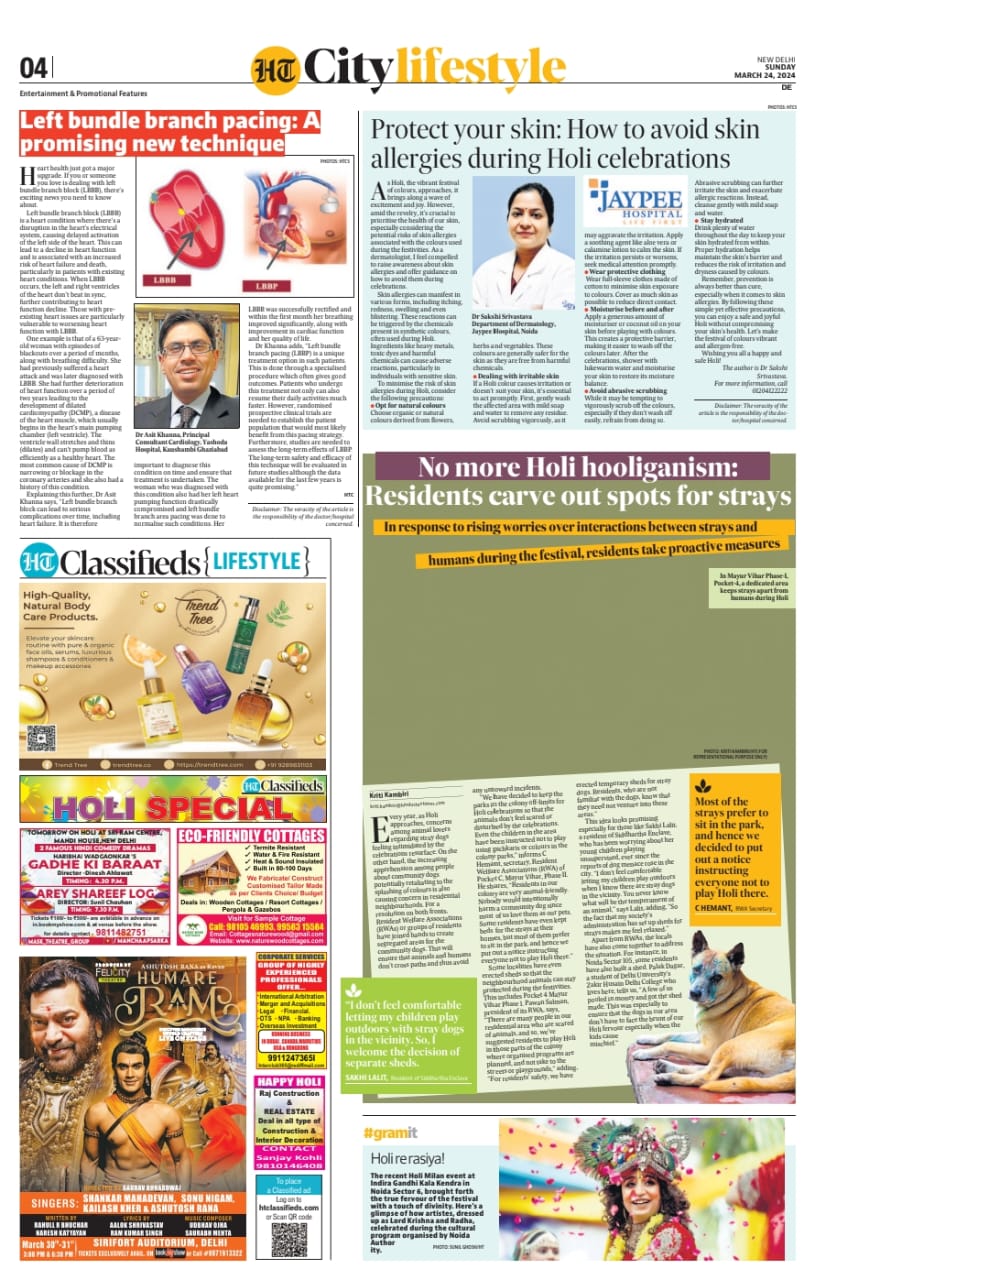 04
HT City lifestyle
NEW DELHI
SUNDAY
MARCH 24, 2024
DE
Entertainment & Promotional Features
Left bundle branch pacing: A
promising new technique
PHOTOS: HTCS
Heart health just got a major
upgrade. If you or someone
you love is dealing with left
bundle branch block (LBBB), there's
exciting news you need to know
about.
Left bundle branch block (LBBB)
is a condition where there's a
disruption in the heart's electrical
system, causing delayed activation
of the left side of the heart. This can
lead to a decline in heart function
and is associated with an increased
risk of heart failure and death,
particularly in patients with existing
heart conditions. When LBBB
occurs, the left and right ventricles
of the heart don't beat in sync,
further contributing to heart
function decline. Those with pre-
existing heart issues are particularly
vulnerable to worsening heart
function with LBBB.
One example is that of a 63-year-
old woman with episodes of
blackouts over a period of months,
along with breathing difficulty. She
had previously suffered a heart
attack and was later diagnosed with
LBBB. She had further deterioration
of heart function over a period of
two years leading to the
development of dilated
cardiomyopathy (DCMP), a disease
of the heart muscle, which usually
begins in the heart's main pumping
chamber (left ventricle). The
ventricle wall stretches and thins
(dilates) and can't pump blood as
efficiently as a healthy heart. The
most common cause of DCMP is
narrowing or blockage in the
coronary arteries and she also had a
history of this condition.
Explaining this further, Dr Asit
Khanna says, "Left bundle branch
block can lead to serious
complications over time, including
heart failure. It is therefore
LBBB
LBBP
Dr Asit Khanna, Principal
Consultant Cardiology, Yashoda
Hospital, Kaushambi Ghaziabad
important to diagnose this
condition on time and ensure that
treatment is undertaken. The
woman who was diagnosed with
this condition also had her left heart
pumping function drastically
compromised and left bundle
branch area pacing was done to
normalise such conditions. Her
LBBB was successfully rectified and
within the first month her breathing
improved significantly, along with
improvement in cardiac function
and her quality of life.
Dr Khanna adds, "Left bundle
branch pacing (LBBP) is a unique
treatment option in such patients.
This is done through a specialised
procedure which often gives good
outcomes. Patients who undergo
this treatment not only can also
resume their daily activities much
faster. However, randomised
prospective clinical trials are
needed to establish the patient
population that would most likely
benefit from this pacing strategy.
Furthermore, studies are needed to
assess the long-term effects of LBBP.
The long-term safety and efficacy of
this technique will be evaluated in
future studies although the data
available for the last few years is
quite promising."
HTC
Disclaimer: The veracity of the article is
the responsibility of the doctor/hospital
concerned.
PHOTOS: HTCS
Protect your skin: How to avoid skin
allergies during Holi celebrations
As Holi, the vibrant festival
of colours, approaches, it
brings along a wave of
excitement and joy. However,
amid the revelry, it's crucial to
prioritise the health of our skin,
especially considering the
potential risks of skin allergies
associated with the colours used
during the festivities. As a
dermatologist, I feel compelled
to raise awareness about skin
allergies and offer guidance on
how to avoid them during
celebrations.
Skin allergies can manifest in
various forms, including itching,
redness, swelling and even
blistering. These reactions can
be triggered by the chemicals
present in synthetic colours,
often used during Holi.
Ingredients like heavy metals,
toxic dyes and harmful
chemicals can cause adverse
reactions, particularly in
individuals with sensitive skin.
To minimise the risk of skin
allergies during Holi, consider
the following precautions:
● Opt for natural colours
Choose organic or natural
colours derived from flowers,
Dr Sakshi Srivastava
Department of Dermatology,
Jaypee Hospital, Noida
herbs and vegetables. These
colours are generally safer for the
skin as they are free from harmful
chemicals.
● Dealing with irritable skin
If a Holi colour causes irritation or
doesn't suit your skin, it's essential
to act promptly. First, gently wash
the affected area with mild soap
and water to remove any residue.
Avoid scrubbing vigorously, as it
JAYPEE
HOSPITAL
LIFE FIRST
may aggravate the irritation. Apply
a soothing agent like aloe vera or
calamine lotion to calm the skin. If
the irritation persists or worsens,
seek medical attention promptly.
● Wear protective clothing
Wear full-sleeve clothes made of
cotton to minimise skin exposure
to colours. Cover as much skin as
possible to reduce direct contact.
● Moisturise before and after
Apply a generous amount of
moisturiser or coconut oil on your
skin before playing with colours.
This creates a protective barrier,
making it easier to wash off the
colours later. After the
celebrations, shower with
lukewarm water and moisturise
your skin to restore its moisture
balance.
● Avoid abrasive scrubbing
While it may be tempting to
vigorously scrub off the colours,
especially if they don't wash off
easily, refrain from doing so.
Abrasive scrubbing can further
irritate the skin and exacerbate
allergic reactions. Instead,
cleanse gently with mild soap
and water.
● Stay hydrated
Drink plenty of water
throughout the day to keep your
skin hydrated from within.
Proper hydration helps
maintain the skin's barrier and
reduces the risk of irritation and
dryness caused by colours.
Remember, prevention is
always better than cure,
especially when it comes to skin
allergies. By following these
simple yet effective precautions,
you can enjoy a safe and joyful
Holi without compromising
your skin's health. Let's make
the festival of colours vibrant
and allergen-free.
Wishing you all a happy and
safe Holi!
The author is Dr Sakshi
Srivastava.
For more information, call
01204122222
Disclaimer: The veracity of the
article is the responsibility of the doc-
tor/hospital concerned.
No more Holi hooliganism:
Residents carve out spots for strays
In response to rising worries over interactions between strays and
humans during the festival, residents take proactive measures
In Mayur Vihar Phase-I,
Pocket-4, a dedicated area
keeps strays apart from
humans during Holi
PHOTO: KRITI KAMBIRI/HT (FOR
REPRESENTATIONAL PURPOSE ONLY)
Kriti Kambiri
Every year, as Holi
approaches, concerns
among animal lovers
regarding stray dogs
feeling intimidated by the
celebrations resurface. On the
other hand, the increasing
apprehension among people
about community dogs
potentially retaliating to the
splashing of colours is also
causing concern in residential
neighbourhoods. For a
resolution on both fronts,
Resident Welfare Associations
(RWAs) or groups of residents
have joined hands to create
segregated areas for the
community dogs. This will
ensure that animals and humans
don't cross paths and thus avoid
any untoward incidents.
"We have decided to keep the
parks in the colony off-limits for
Holi celebrations so that the
animals don't feel scared or
disturbed by the celebrations.
Even the children in the area
have been instructed not to play
using pichkaris or colours in the
colony parks," informs C
Hemant, secretary, Resident
Welfare Associations (RWA) of
Pocket C, Mayur Vihar, Phase II.
He shares, "Residents in our
colony are very animal-friendly.
Nobody would intentionally
harm a community dog since
most of us love them as our pets.
Some residents have even kept
beds for the strays at their
houses, but most of them prefer
to sit in the park, and hence we
put out a notice instructing
everyone not to play Holi there."
Some localities have even
erected sheds so that the
neighbourhood animals can stay
protected during the festivities.
This includes Pocket 4 Mayur
Vihar Phase 1. Pawan Salman,
president of its RWA, says,
"There are many people in our
residential area who are scared
of animals, and so, we've
suggested residents to play Holi
in those parts of the colony
where organised programs are
planned, and not take to the
streets or playgrounds," adding,
"For residents' safety, we have
erected temporary sheds for stray
dogs. Residents, who are not
familiar with the dogs, know that
they need not venture into these
areas."
This idea looks promising
especially for those like Sakhi Lalit,
a resident of Siddhartha Enclave,
who has been worrying about her
young children playing
unsupervised, ever since the
reports of dog menace rose in the
city. "I don't feel comfortable
letting my children play outdoors
when I know there are stray dogs
in the vicinity. You never know
what will be the temperament of
an animal," says Lalit, adding, "So
the fact that my society's
administration has set up sheds for
strays makes me feel relaxed."
Apart from RWAs, the locals
have also come together to address
the situation. For instance, in
Noida Sector 105, some residents
have also built a shed. Palak Dagar,
a student of Delhi University's
Zakir Husain Delhi College who
lives here, tells us, "A few of us
pooled in money and got the shed
made. This was especially to
ensure that the dogs in our area
don't have to face the brunt of our
Holi fervour especially when the
kids cause
mischief."
"I don't feel comfortable
letting my children play
outdoors with stray dogs
in the vicinity. So, I
welcome the decision of
separate sheds.
SAKHI LALIT, Resident of Siddhartha Enclave
Most of the
strays prefer to
sit in the park,
and hence we
decided to put
out a notice
instructing
everyone not to
play Holi there.
C HEMANT, RWA Secretary
HT Classifieds {LIFESTYLE}
High-Quality,
Natural Body
Care Products.
Elevate your skincare
routine with pure & organic
face oils, serums, luxurious
shampoos & conditioners &
makeup accessories
Trend
Tree
Trend Tree
trendtree.co
https://trendtree.com
+91 9289831103
HT Classifieds
HOLI SPECIAL
TOMORROW ON HOLI AT SRI RAM CENTRE,
MANDI HOUSE, NEW DELHI
2 FAMOUS HINDI COMEDY DRAMAS
HARIBHAI WADGAONKAR'S
GADHE KI BARAAT
Director -Dinesh Ahlawat
TIMING: 4.30 P.M.
AREY SHAREEF LOG
DIRECTOR: Sunil Chauhan
TIMING: 7.30 P.M.
in.bookmyshow.com & at venue before the show.
for details contact 9811482751
MASK_THEATRE_GROUP
MANCHAAPSABKA
ECO-FRIENDLY COTTAGES
✓ Termite Resistant
✓ Water & Fire Resistant
✓ Heat & Sound Insulated
✓ Built in 80-100 Days
We Fabricate/ Construct
Customised Tailor Made
as per Clients Choice/ Budget
Deals in: Wooden Cottages / Resort Cottages /
Pergola & Gazebos
Visit for Sample Cottage
Call: 98105 46993, 99563 15584
Email: Cottagesnaturewood@gmail.com
Website: www.naturewoodcottages.com
PRODUCED BY
FELICITY
THEATRE
ASHUTOSH RANA as Ravan
HUMARE
RAM
DIRECTED BY GAURAV BHARDWAJ
SINGERS: SHANKAR MAHADEVAN, SONU NIGAM,
KAILASH KHER & ASHUTOSH RANA
WRITTEN BY
RAHULL R BHUCHAR
NARESH KATYAYAN
LYRICS BY
ALOK SHRIVASTAV
RAM KUMAR SINGH
MUSIC COMPOSER
UDBHAV OJHA
SAURABH MEHTA
March 30th-31st
3:00 PM & 6:30 PM
SIRIFORT AUDITORIUM, DELHI
TICKETS EXCLUSIVELY AVAIL. ON bookmyshow or Call +919871913322
CORPORATE SERVICES
GROUP OF HIGHLY
EXPERIENCED
PROFESSIONALS
OFFER...
• International Arbitration
• Merger and Acquisitions
• Legal • Financial.
• OTS • NPA • Banking
• Overseas Investment
9911247365I
HAPPY HOLI
Raj Construction
&
REAL ESTATE
Deal in all type of
Construction &
Interior Decoration
CONTACT
Sanjay Kohli
9810146408
To place
a Classified ad
Log on to
htclassifieds.com
or Scan QR code
#gramit
Holi re rasiya!
The recent Holi Milan event at
Indira Gandhi Kala Kendra in
Noida Sector 6, brought forth
the true fervour of the festival
with a touch of divinity. Here's a
glimpse of how artistes, dressed
up as Lord Krishna and Radha,
celebrated during the cultural
program organised by Noida
Author
ity.
PHOTO: SUNIL GHOSH/HT